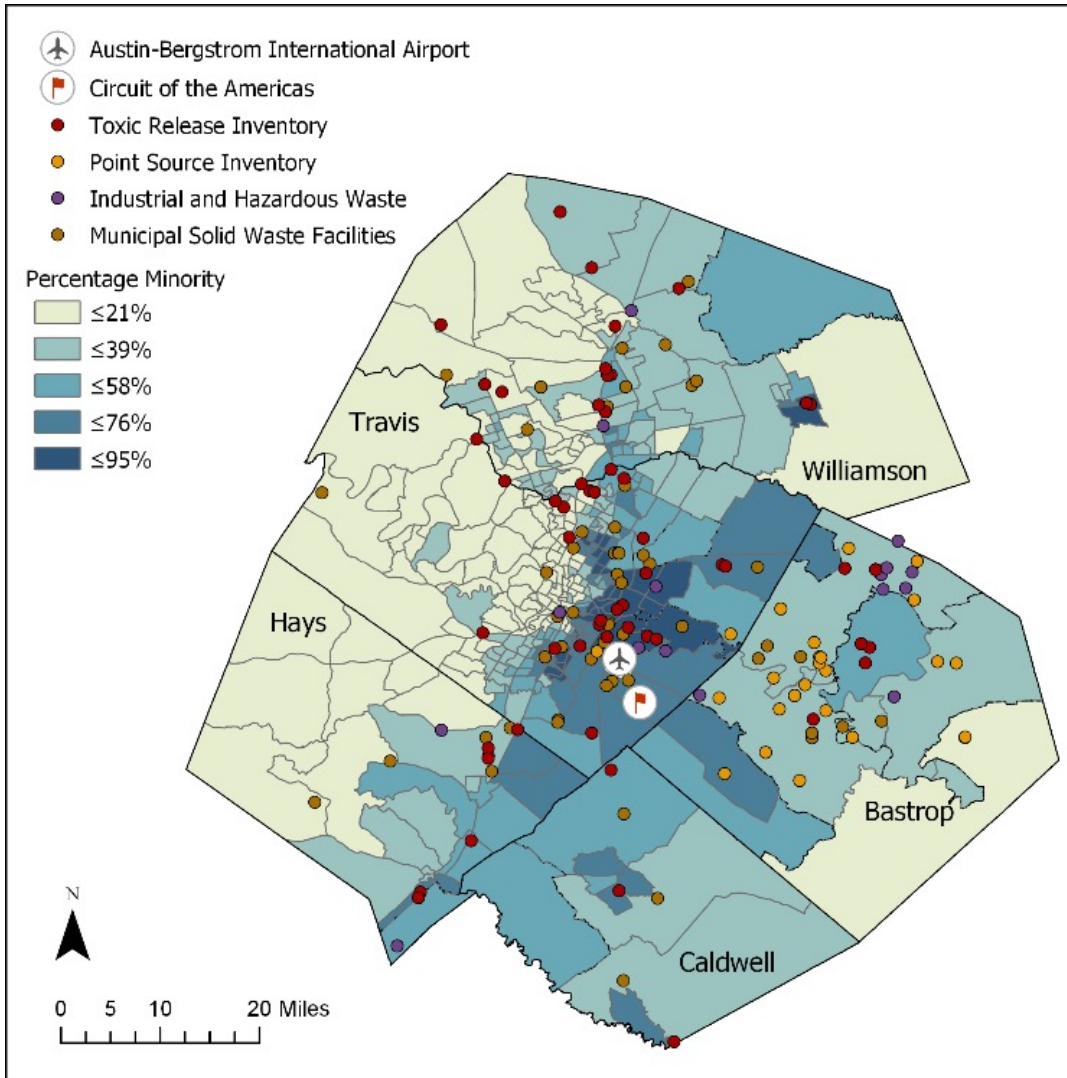 Austin-Bergstrom International Airport
Circuit of the Americas
Toxic Release Inventory
Point Source Inventory
Industrial and Hazardous Waste
Municipal Solid Waste Facilities
Percentage Minority
≤21%
≤39%
≤58%
≤76%
≤95%
Travis
Williamson
Hays
Bastrop
Caldwell
N
0 5 10 20 Miles